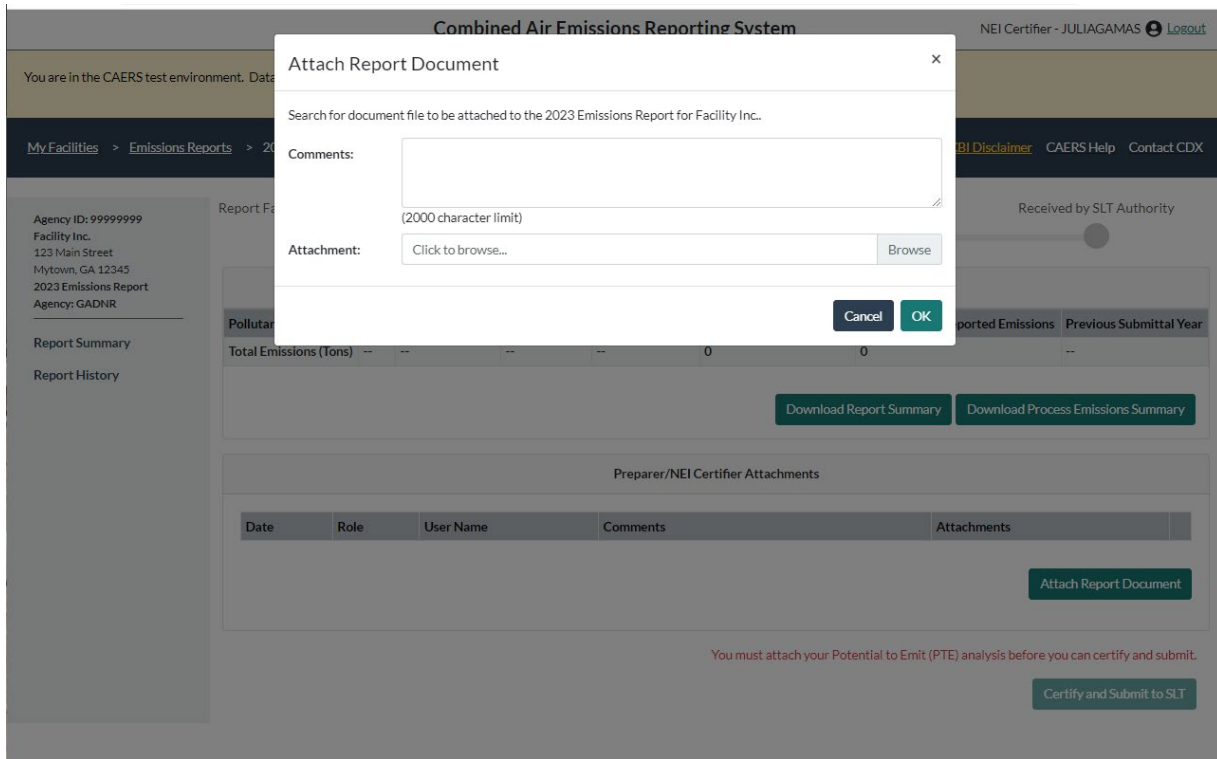 Combined Air Emissions Reporting System
NEI Certifier - JULIAGAMAS Logout
You are in the CAERS test environment. Data
Attach Report Document
×
Search for document file to be attached to the 2023 Emissions Report for Facility Inc..
Comments:
(2000 character limit)
Attachment:
Click to browse...
Browse
Cancel
OK
My Facilities > Emissions Reports > 20
CBI Disclaimer CAERS Help Contact CDX
Agency ID: 99999999
Facility Inc.
123 Main Street
Mytown, GA 12345
2023 Emissions Report
Agency: GADNR
Report Summary
Report History
Report Fa
Received by SLT Authority
Pollutan
ported Emissions Previous Submittal Year
Total Emissions (Tons) -- -- -- -- 0 0 --
Download Report Summary
Download Process Emissions Summary
Preparer/NEI Certifier Attachments
Date Role User Name Comments Attachments
Attach Report Document
You must attach your Potential to Emit (PTE) analysis before you can certify and submit.
Certify and Submit to SLT